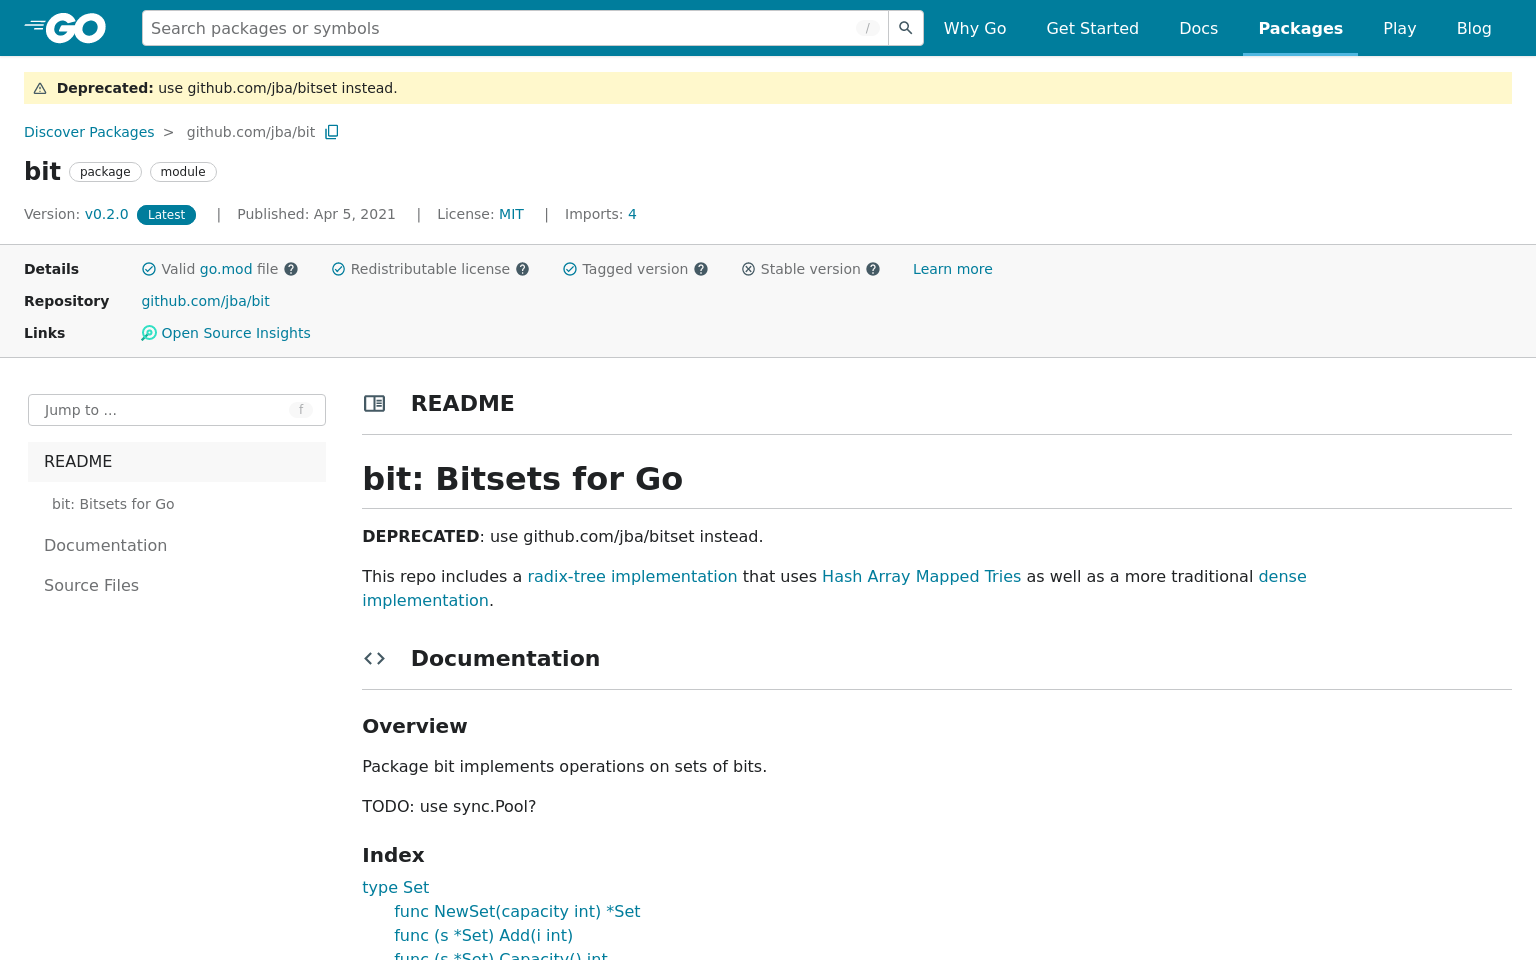 GO
Search packages or symbols /
Why Go
Get Started
Docs
Packages
Play
Blog
Deprecated: use github.com/jba/bitset instead.
Discover Packages > github.com/jba/bit
bit package module
Version: v0.2.0 Latest | Published: Apr 5, 2021 | License: MIT | Imports: 4
Details Valid go.mod file Redistributable license Tagged version Stable version Learn more
Repository github.com/jba/bit
Links Open Source Insights
Jump to ... f
README
bit: Bitsets for Go
Documentation
Source Files
README
bit: Bitsets for Go
DEPRECATED: use github.com/jba/bitset instead.
This repo includes a radix-tree implementation that uses Hash Array Mapped Tries as well as a more traditional dense
implementation.
Documentation
Overview
Package bit implements operations on sets of bits.
TODO: use sync.Pool?
Index
type Set
func NewSet(capacity int) *Set
func (s *Set) Add(i int)
func (s *Set) Capacity() int